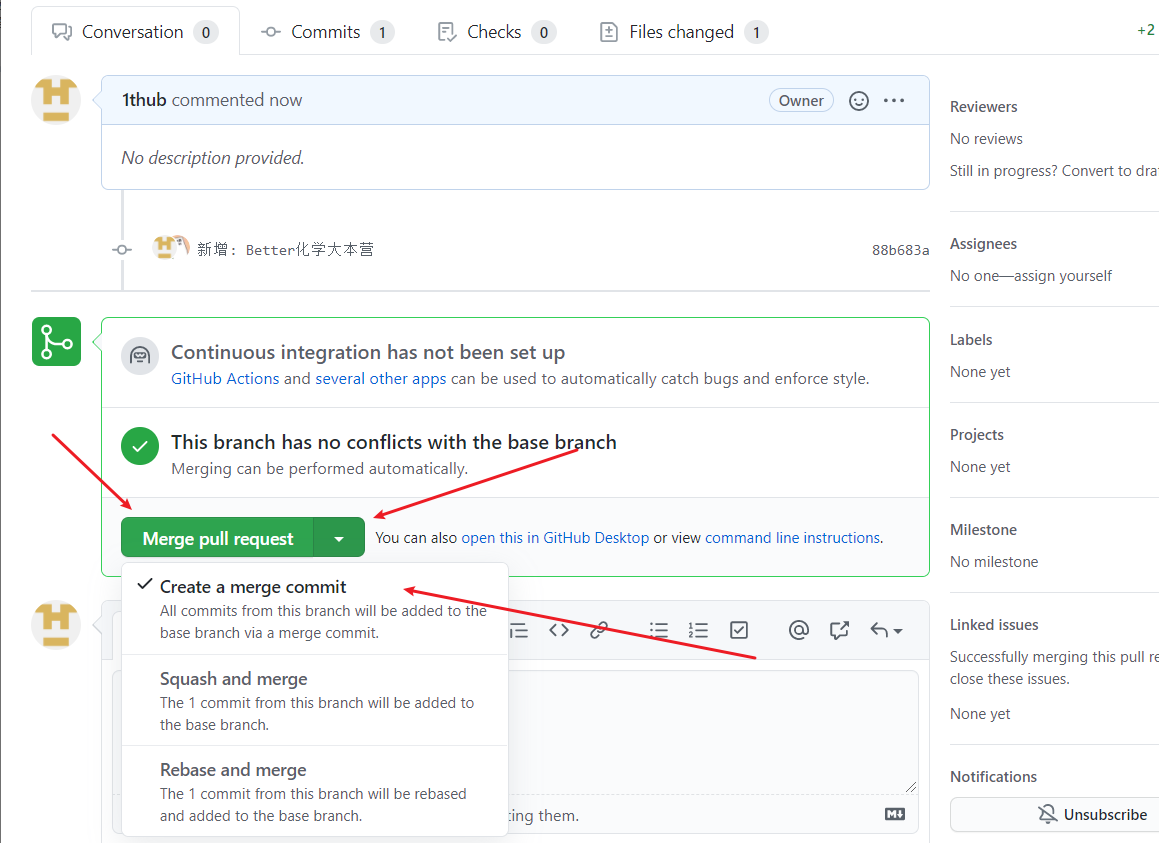 Conversation 0 Commits 1 Checks 0 Files changed 1 +2
1thub commented now Owner
No description provided.
新增: Better化学大本营 88b683a
Continuous integration has not been set up
GitHub Actions and several other apps can be used to automatically catch bugs and enforce style.
This branch has no conflicts with the base branch
Merging can be performed automatically.
Merge pull request You can also open this in GitHub Desktop or view command line instructions.
Create a merge commit
All commits from this branch will be added to the
base branch via a merge commit.
Squash and merge
The 1 commit from this branch will be added to
the base branch.
Rebase and merge
The 1 commit from this branch will be rebased
and added to the base branch.
them.
Reviewers
No reviews
Still in progress? Convert to
Assignees
No one—assign yourself
Labels
None yet
Projects
None yet
Milestone
No milestone
Linked issues
Successfully merging this pull
close these issues.
None yet
Notifications
Unsubscribe